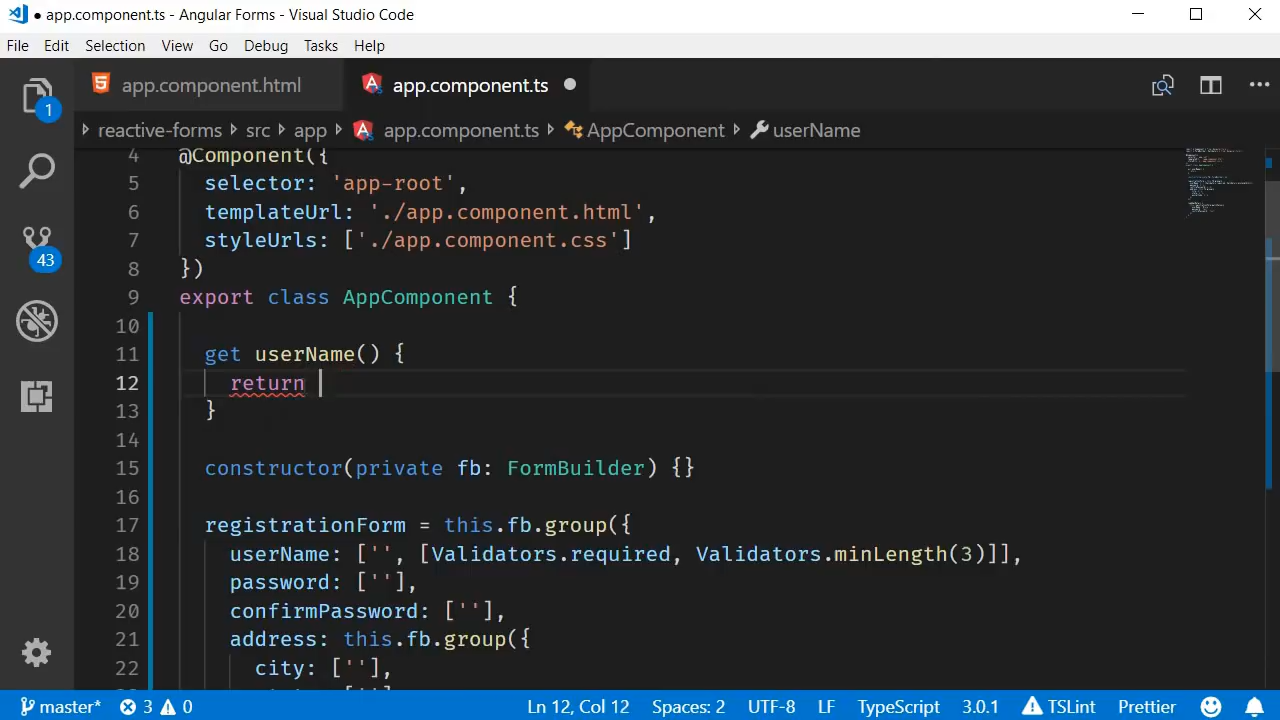 app.component.ts - Angular Forms - Visual Studio Code
File Edit Selection View Go Debug Tasks Help
app.component.html app.component.ts
reactive-forms src app app.component.ts AppComponent userName
4 @Component({
5 selector: 'app-root',
6 templateUrl: './app.component.html',
7 styleUrls: ['./app.component.css']
8 })
9 export class AppComponent {
10
11 get userName() {
12 return
13 }
14
15 constructor(private fb: FormBuilder) {}
16
17 registrationForm = this.fb.group({
18 userName: ['', [Validators.required, Validators.minLength(3)]],
19 password: [''],
20 confirmPassword: [''],
21 address: this.fb.group({
22 city: [''],
1
43
master* 3 0 Ln 12, Col 12 Spaces: 2 UTF-8 LF TypeScript 3.0.1 TSLint Prettier